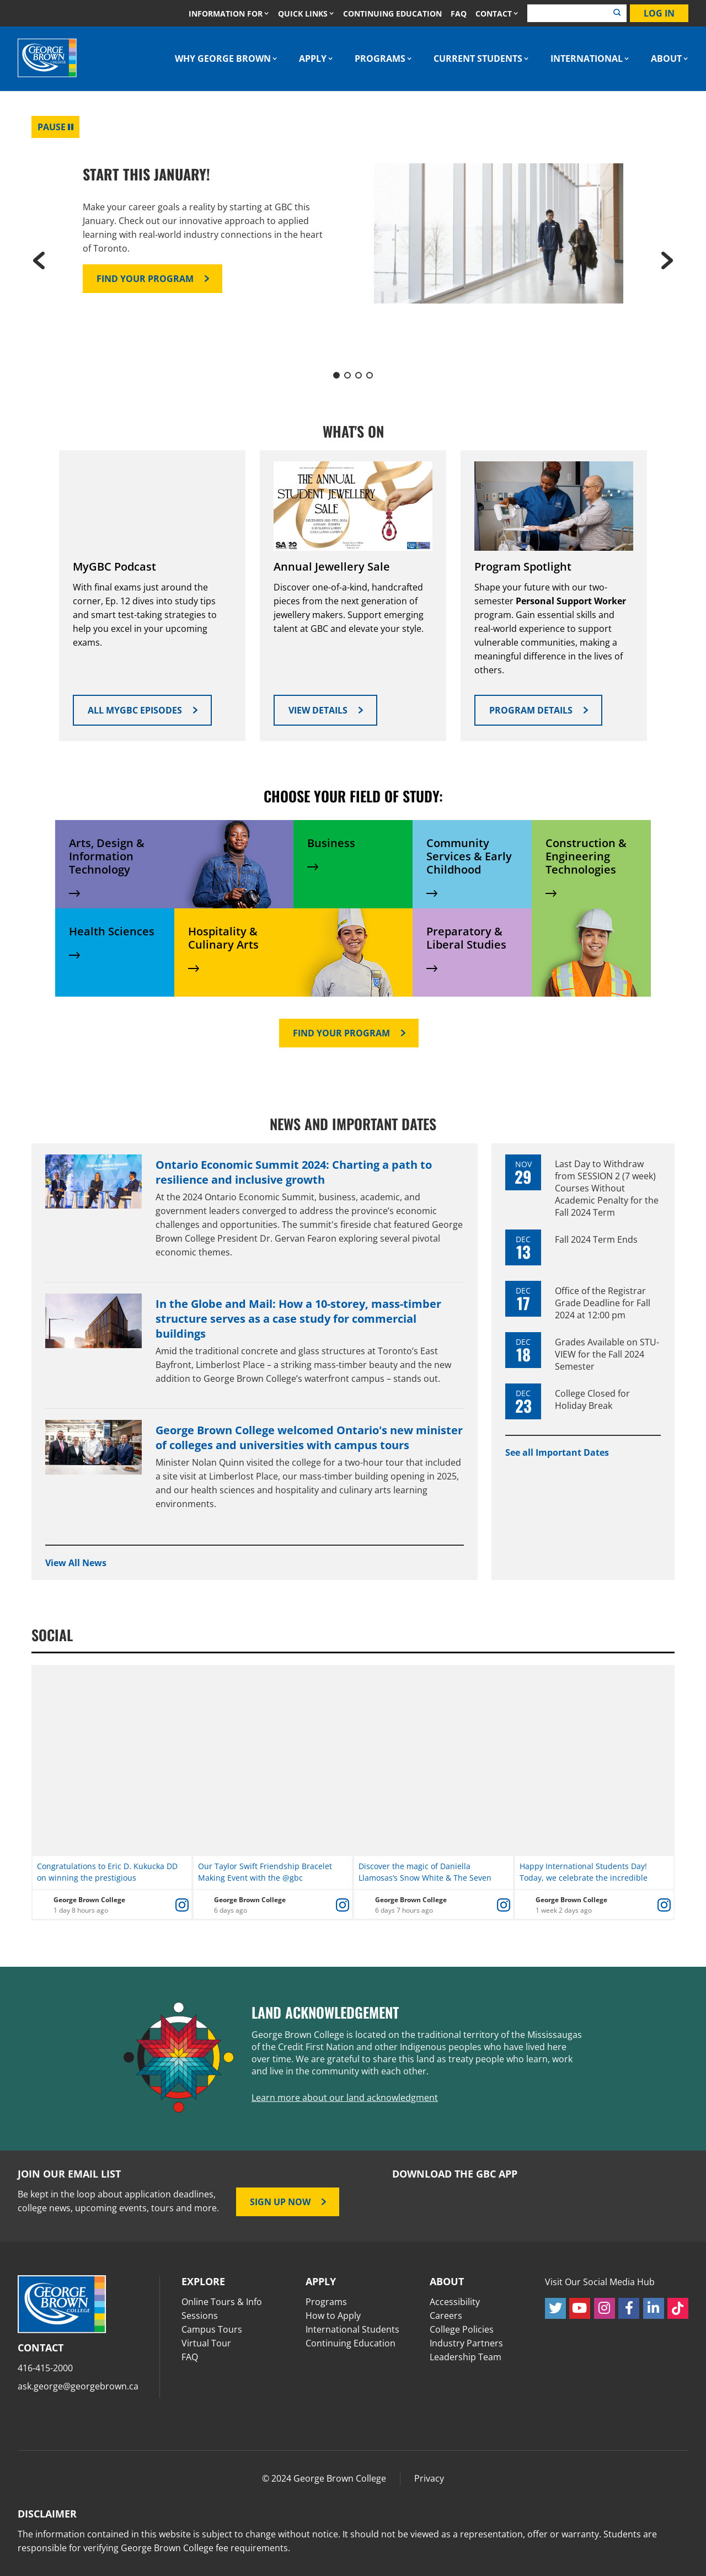 INFORMATION FOR QUICK LINKS CONTINUING EDUCATION FAQ CONTACT LOG IN
GEORGE BROWN COLLEGE
WHY GEORGE BROWN APPLY PROGRAMS CURRENT STUDENTS INTERNATIONAL ABOUT
PAUSE
START THIS JANUARY!
Make your career goals a reality by starting at GBC this
January. Check out our innovative approach to applied
learning with real-world industry connections in the heart
of Toronto.
FIND YOUR PROGRAM
WHAT'S ON
MyGBC Podcast
With final exams just around the
corner, Ep. 12 dives into study tips
and smart test-taking strategies to
help you excel in your upcoming
exams.
ALL MYGBC EPISODES
THE ANNUAL
STUDENT JEWELLERY
SALE
Annual Jewellery Sale
Discover one-of-a-kind, handcrafted
pieces from the next generation of
jewellery makers. Support emerging
talent at GBC and elevate your style.
VIEW DETAILS
Program Spotlight
Shape your future with our two-
semester Personal Support Worker
program. Gain essential skills and
real-world experience to support
vulnerable communities, making a
meaningful difference in the lives of
others.
PROGRAM DETAILS
CHOOSE YOUR FIELD OF STUDY:
Arts, Design &
Information
Technology
Business
Community
Services & Early
Childhood
Construction &
Engineering
Technologies
Health Sciences
Hospitality &
Culinary Arts
Preparatory &
Liberal Studies
FIND YOUR PROGRAM
NEWS AND IMPORTANT DATES
Ontario Economic Summit 2024: Charting a path to
resilience and inclusive growth
At the 2024 Ontario Economic Summit, business, academic, and
government leaders converged to address the province's economic
challenges and opportunities. The summit's fireside chat featured George
Brown College President Dr. Gervan Fearon exploring several pivotal
economic themes.
In the Globe and Mail: How a 10-storey, mass-timber
structure serves as a case study for commercial
buildings
Amid the traditional concrete and glass structures at Toronto's East
Bayfront, Limberlost Place – a striking mass-timber beauty and the new
addition to George Brown College's waterfront campus – stands out.
George Brown College welcomed Ontario's new minister
of colleges and universities with campus tours
Minister Nolan Quinn visited the college for a two-hour tour that included
a site visit at Limberlost Place, our mass-timber building opening in 2025,
and our health sciences and hospitality and culinary arts learning
environments.
View All News
NOV
29
Last Day to Withdraw
from SESSION 2 (7 week)
Courses Without
Academic Penalty for the
Fall 2024 Term
DEC
13
Fall 2024 Term Ends
DEC
17
Office of the Registrar
Grade Deadline for Fall
2024 at 12:00 pm
DEC
18
Grades Available on STU-
VIEW for the Fall 2024
Semester
DEC
23
College Closed for
Holiday Break
See all Important Dates
SOCIAL
Congratulations to Eric D. Kukucka DD
on winning the prestigious
George Brown College
1 day 8 hours ago
Our Taylor Swift Friendship Bracelet
Making Event with the @gbc
George Brown College
6 days ago
Discover the magic of Daniella
Llamosas's Snow White & The Seven
George Brown College
6 days 7 hours ago
Happy International Students Day!
Today, we celebrate the incredible
George Brown College
1 week 2 days ago
LAND ACKNOWLEDGEMENT
George Brown College is located on the traditional territory of the Mississaugas
of the Credit First Nation and other Indigenous peoples who have lived here
over time. We are grateful to share this land as treaty people who learn, work
and live in the community with each other.
Learn more about our land acknowledgment
JOIN OUR EMAIL LIST
Be kept in the loop about application deadlines,
college news, upcoming events, tours and more.
SIGN UP NOW
DOWNLOAD THE GBC APP
GEORGE BROWN COLLEGE
CONTACT
416-415-2000
ask.george@georgebrown.ca
EXPLORE
Online Tours & Info
Sessions
Campus Tours
Virtual Tour
FAQ
APPLY
Programs
How to Apply
International Students
Continuing Education
ABOUT
Accessibility
Careers
College Policies
Industry Partners
Leadership Team
Visit Our Social Media Hub
© 2024 George Brown College Privacy
DISCLAIMER
The information contained in this website is subject to change without notice. It should not be viewed as a representation, offer or warranty. Students are
responsible for verifying George Brown College fee requirements.